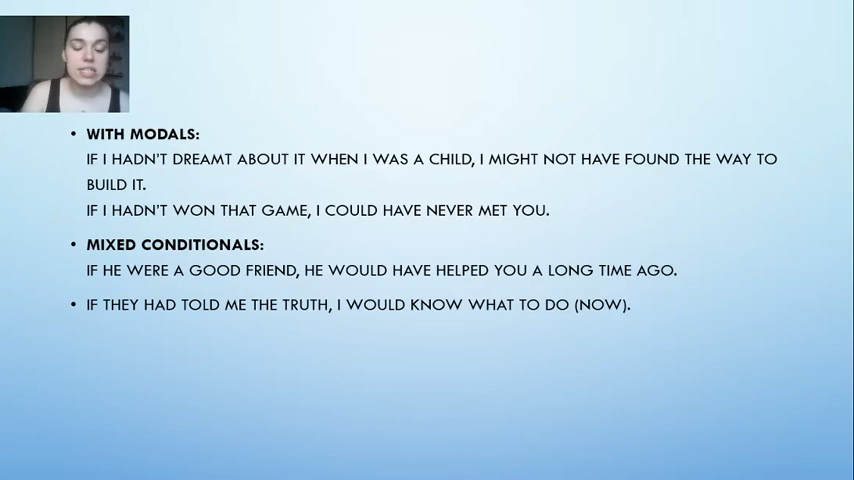 • WITH MODALS:
IF I HADN'T DREAMT ABOUT IT WHEN I WAS A CHILD, I MIGHT NOT HAVE FOUND THE WAY TO
BUILD IT.
IF I HADN'T WON THAT GAME, I COULD HAVE NEVER MET YOU.
• MIXED CONDITIONALS:
IF HE WERE A GOOD FRIEND, HE WOULD HAVE HELPED YOU A LONG TIME AGO.
• IF THEY HAD TOLD ME THE TRUTH, I WOULD KNOW WHAT TO DO (NOW).